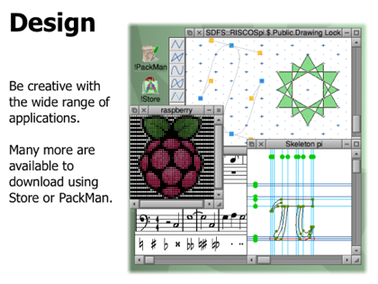 Design
Be creative with
the wide range of
applications.
Many more are
available to
download using
Store or PackMan.
SDFS::RISCOSpi.$.Public.Drawing Lock
!PackMan
!Store
raspberry
Skeleton pi